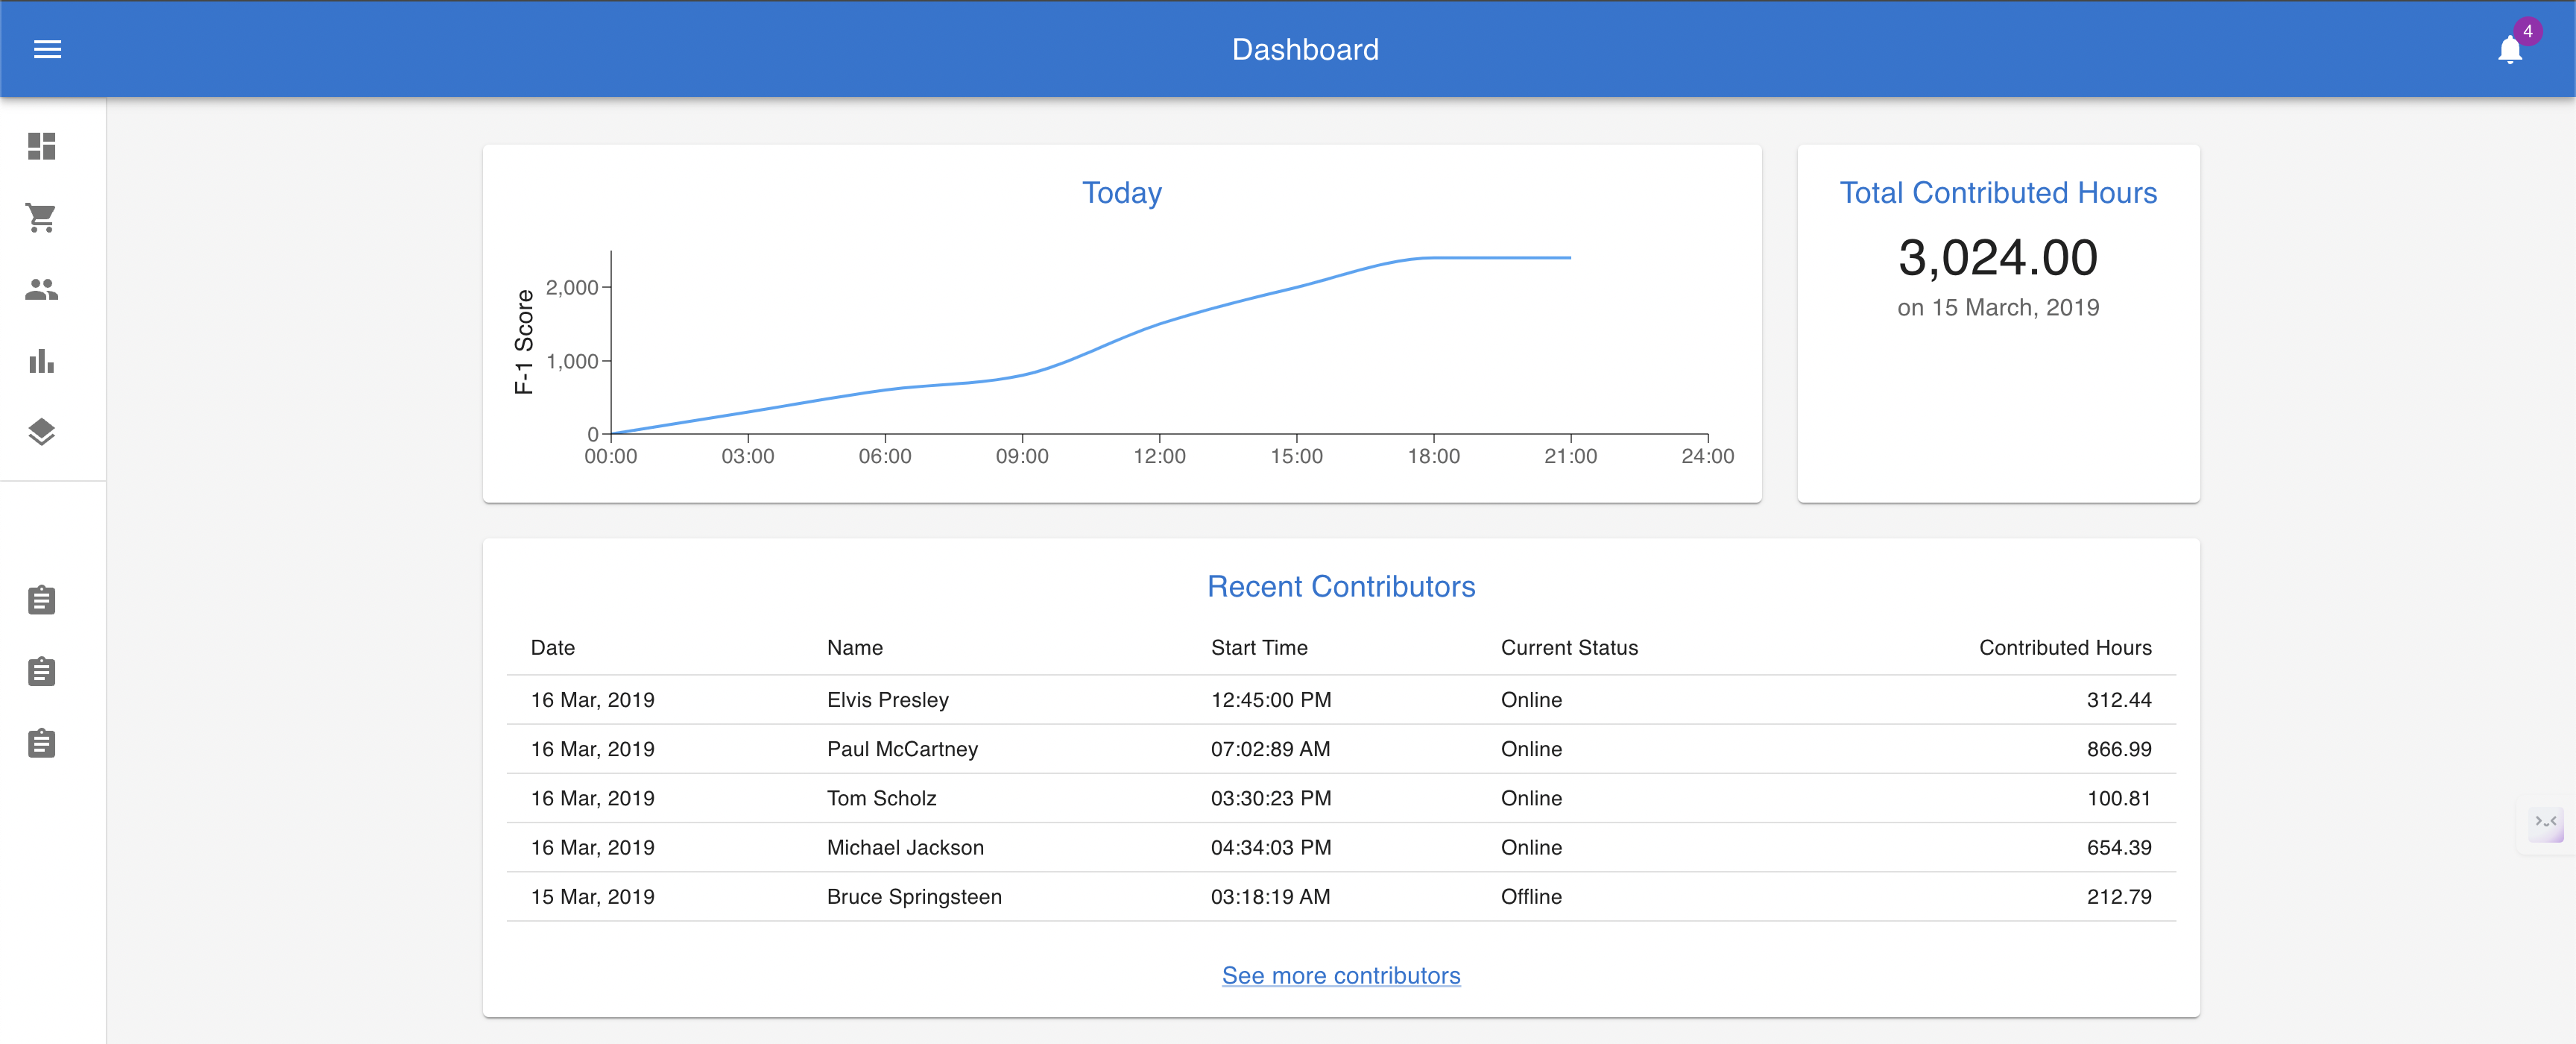 Dashboard
4
Today
F-1 Score
2,000
1,000
0
00:00 03:00 06:00 09:00 12:00 15:00 18:00 21:00 24:00
Total Contributed Hours
3,024.00
on 15 March, 2019
Recent Contributors
Date Name Start Time Current Status Contributed Hours
16 Mar, 2019 Elvis Presley 12:45:00 PM Online 312.44
16 Mar, 2019 Paul McCartney 07:02:89 AM Online 866.99
16 Mar, 2019 Tom Scholz 03:30:23 PM Online 100.81
16 Mar, 2019 Michael Jackson 04:34:03 PM Online 654.39
15 Mar, 2019 Bruce Springsteen 03:18:19 AM Offline 212.79
See more contributors